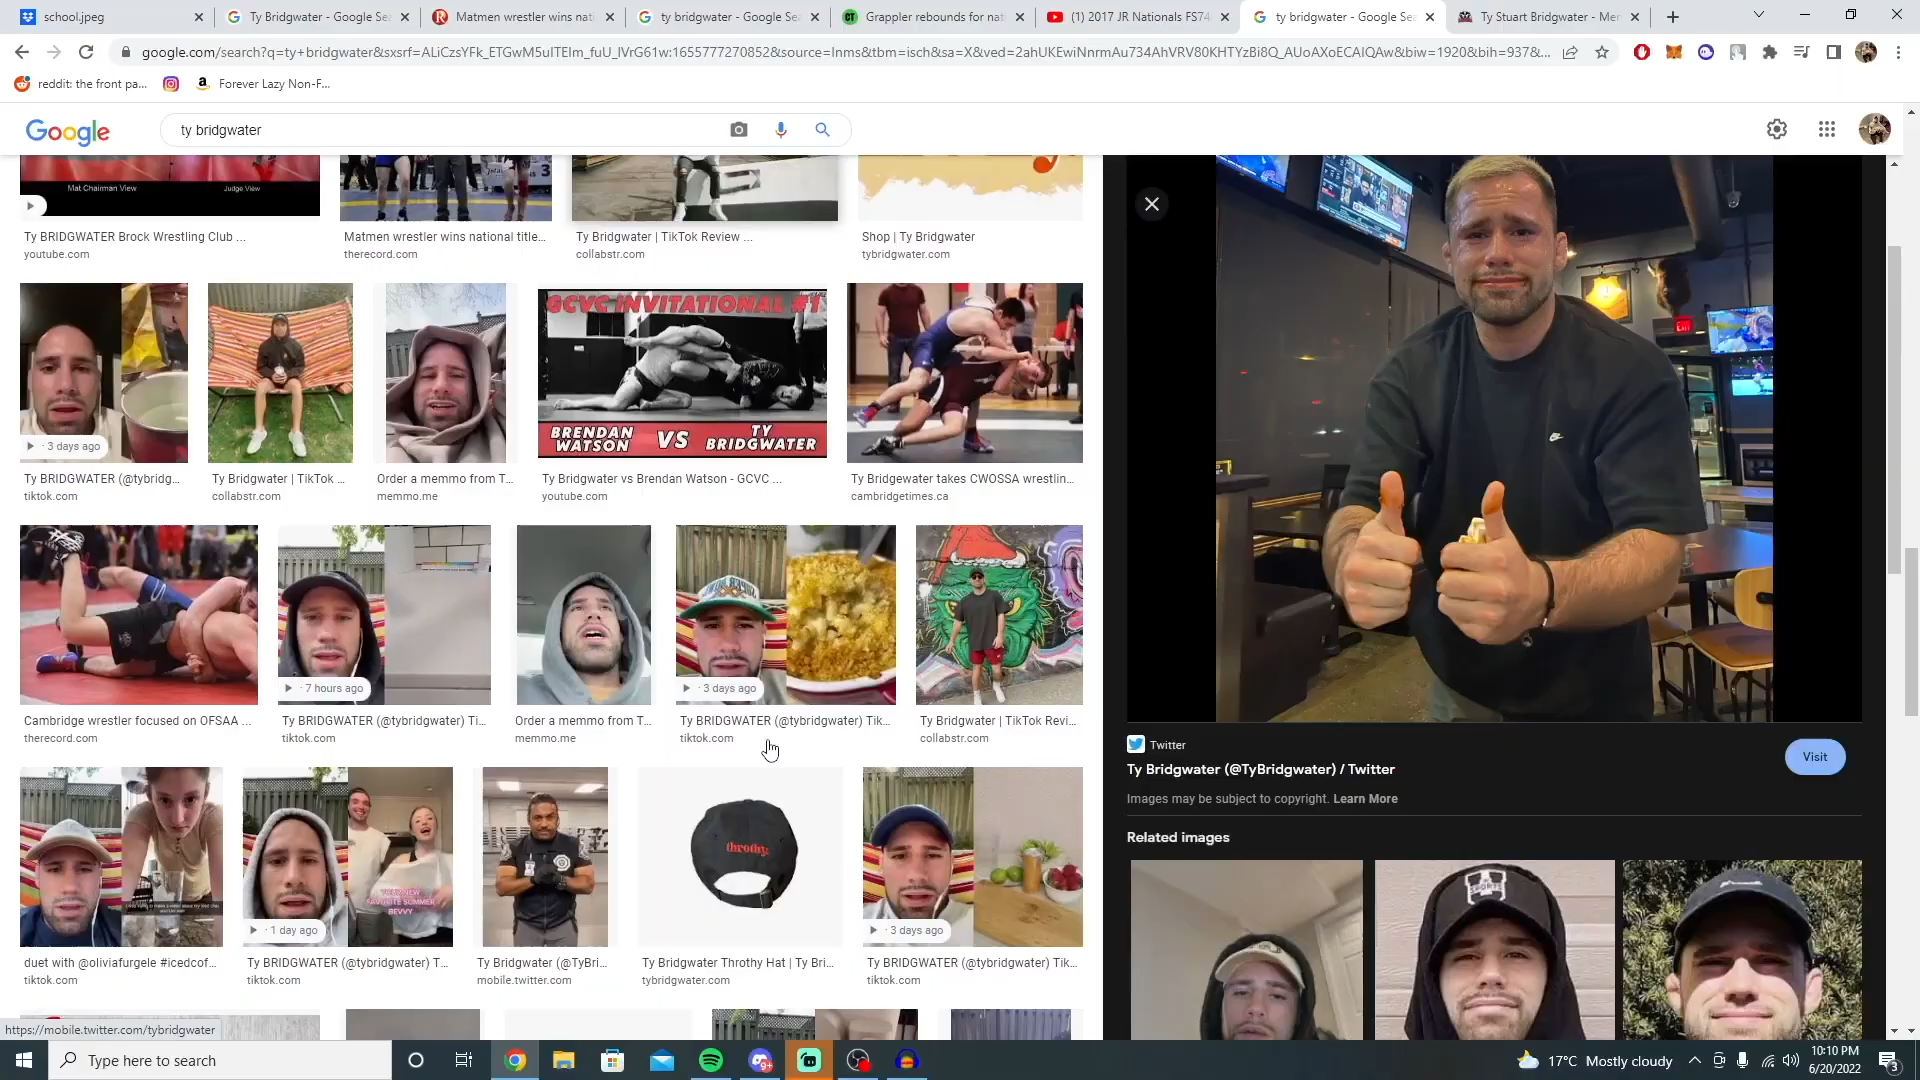 school.jpeg
Ty Bridgwater - Google Sea
Matmen wrestler wins nati
ty bridgwater - Google Sea
Grappler rebounds for nat
(1) 2017 JR Nationals FS74
ty bridgwater - Google Sea
Ty Stuart Bridgwater - Mer
google.com/search?q=ty+bridgwater&sxsrf=ALiCzsYFk_ETGwM5ulTElm_fuU_IVrG61w:1655777270852&source=lnms&tbm=isch&sa=X&ved=2ahUKEwiNnrmAu734AhVRV80KHTYzBi8Q_AUoAXoECAIQAw&biw=1920&bih=937&...
reddit: the front pa...
Forever Lazy Non-F...
Google
ty bridgwater
Mat Chairman View
Judge View
Ty BRIDGWATER Brock Wrestling Club ...
youtube.com
Matmen wrestler wins national title...
therecord.com
Ty Bridgwater | TikTok Review ...
collabstr.com
Shop | Ty Bridgwater
tybridgwater.com
GCVC INVITATIONAL #1
BRENDAN WATSON VS TY BRIDGWATER
3 days ago
Ty BRIDGWATER (@tybridg...
tiktok.com
Ty Bridgwater | TikTok ...
collabstr.com
Order a memmo from T...
memmo.me
Ty Bridgwater vs Brendan Watson - GCVC ...
youtube.com
Ty Bridgewater takes CWOSSA wrestlin...
cambridgetimes.ca
7 hours ago
3 days ago
Cambridge wrestler focused on OFSAA ...
therecord.com
Ty BRIDGWATER (@tybridgwater) Ti...
tiktok.com
Order a memmo from T...
memmo.me
Ty BRIDGWATER (@tybridgwater) Tik...
tiktok.com
Ty Bridgwater | TikTok Revi...
collabstr.com
Twitter
Ty Bridgwater (@TyBridgwater) / Twitter
Visit
Images may be subject to copyright. Learn More
Related images
YOUR NEW
FAVORITE SUMMER
BEVVY
throthy.
1 day ago
3 days ago
duet with @oliviafurgele #icedcof...
tiktok.com
Ty BRIDGWATER (@tybridgwater) T...
tiktok.com
Ty Bridgwater (@TyBri...
mobile.twitter.com
Ty Bridgwater Throthy Hat | Ty Bri...
tybridgwater.com
Ty BRIDGWATER (@tybridgwater) Tik...
tiktok.com
https://mobile.twitter.com/tybridgwater
Type here to search
17°C Mostly cloudy
10:10 PM
6/20/2022